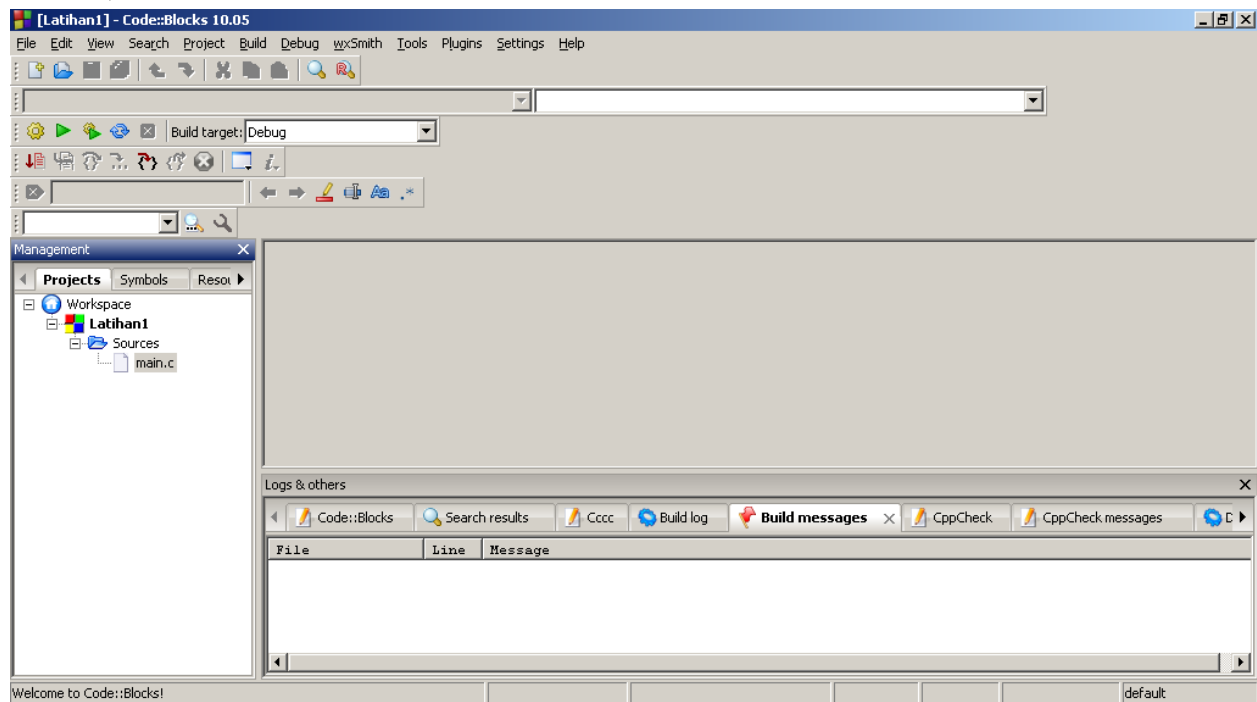 [Latihan1] - Code::Blocks 10.05
File Edit View Search Project Build Debug wxSmith Tools Plugins Settings Help
Build target: Debug
Management
Projects Symbols
Workspace
Latihan1
Sources
main.c
Logs & others
Code::Blocks Search results Cccc Build log Build messages CppCheck CppCheck messages
File Line Message
Welcome to Code::Blocks! default